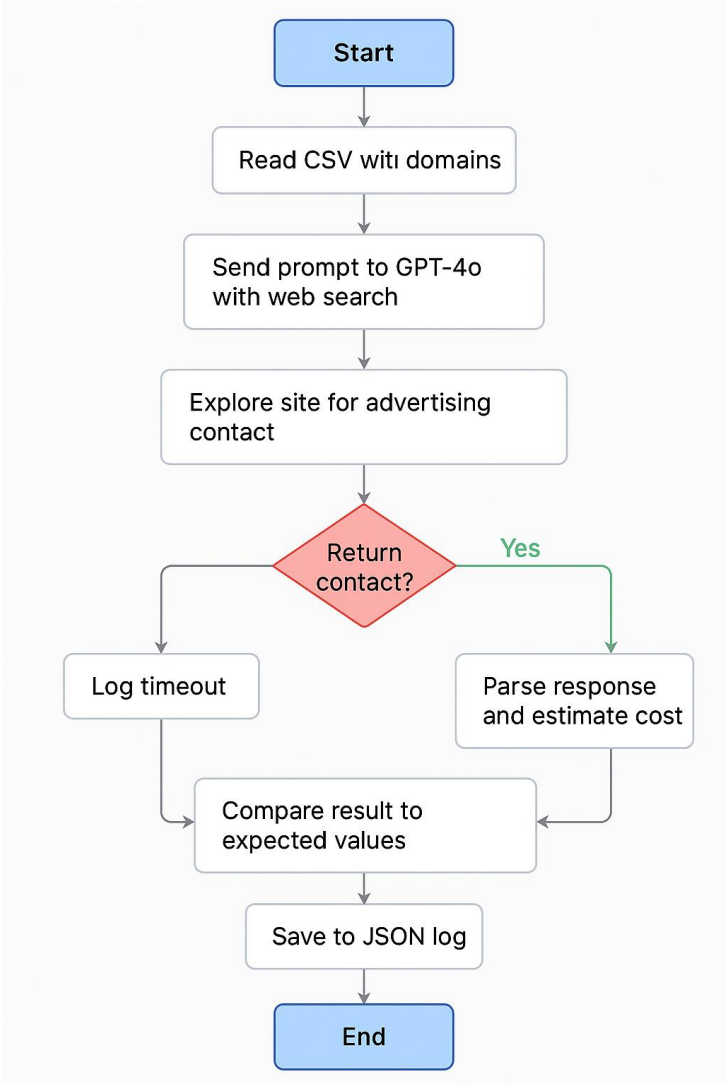 Start
Read CSV witı domains
Send prompt to GPT-4o
with web search
Explore site for advertising
contact
Return
contact?
Yes
Log timeout
Parse response
and estimate cost
Compare result to
expected values
Save to JSON log
End